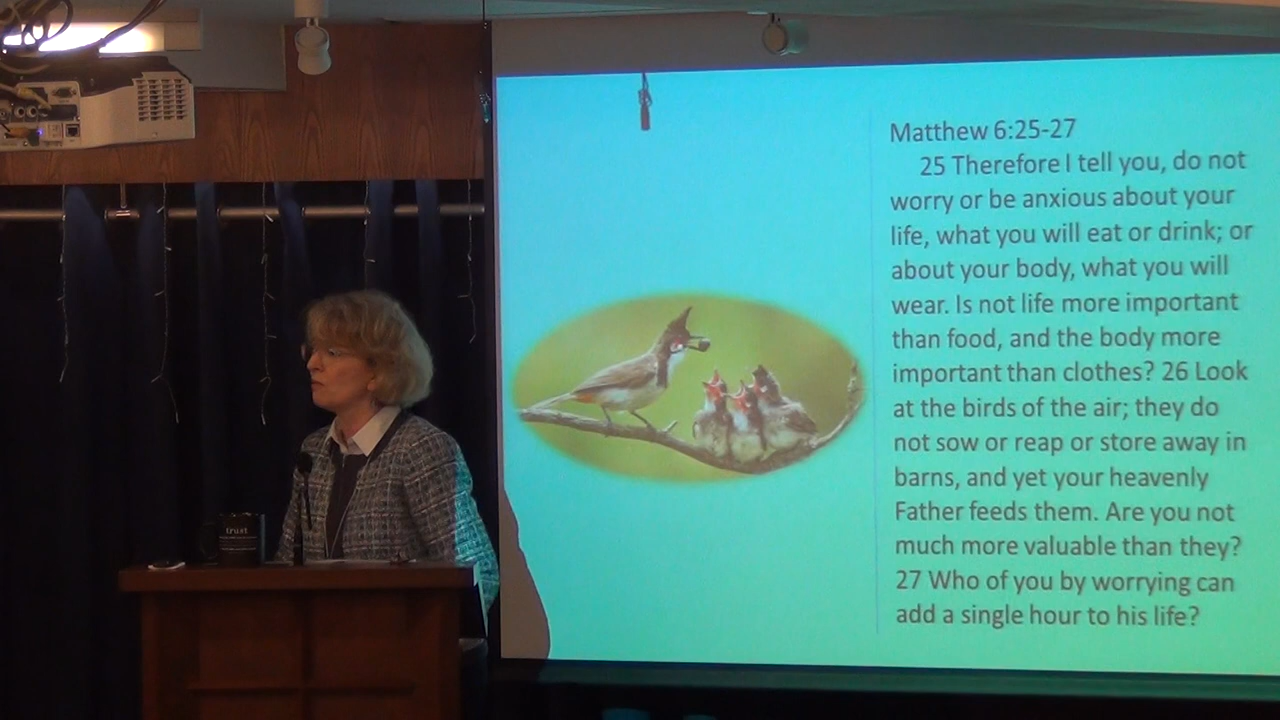 Matthew 6:25-27
25 Therefore I tell you, do not
worry or be anxious about your
life, what you will eat or drink; or
about your body, what you will
wear. Is not life more important
than food, and the body more
important than clothes? 26 Look
at the birds of the air; they do
not sow or reap or store away in
barns, and yet your heavenly
Father feeds them. Are you not
much more valuable than they?
27 Who of you by worrying can
add a single hour to his life?
trust